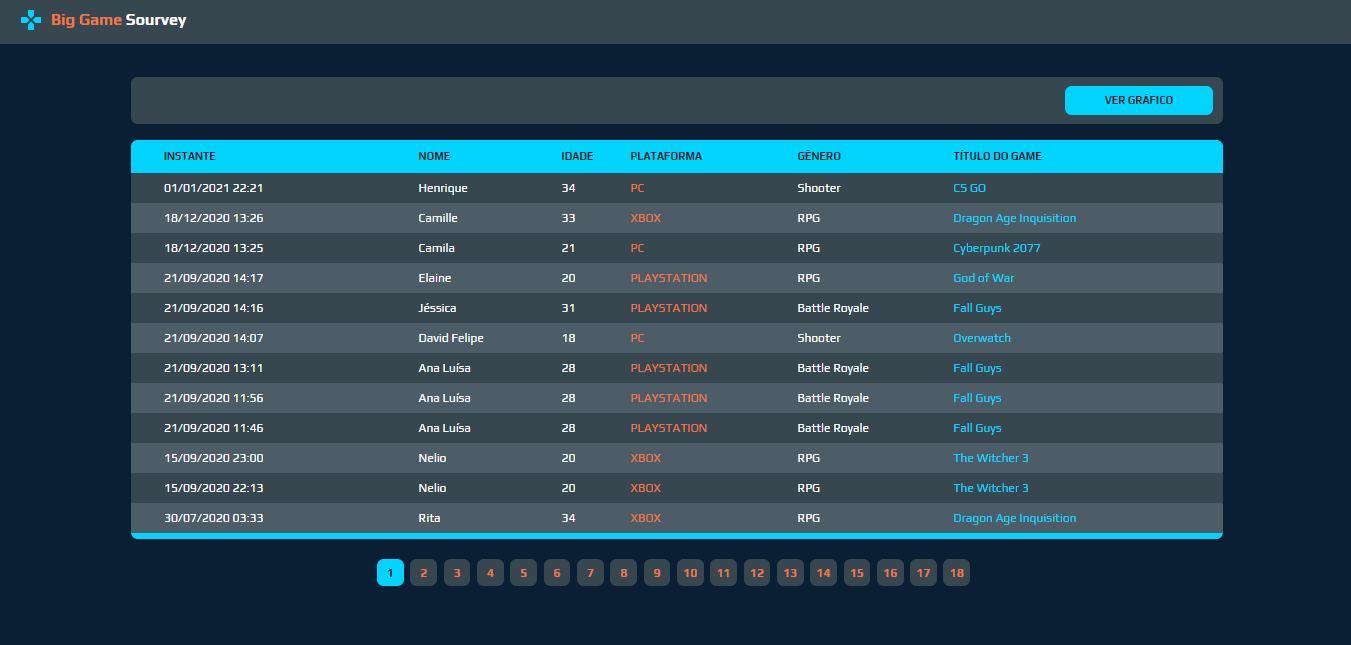 Big Game Sourvey
VER GRÁFICO
INSTANTE NOME IDADE PLATAFORMA GÊNERO TÍTULO DO GAME
01/01/2021 22:21 Henrique 34 PC Shooter CS GO
18/12/2020 13:26 Camille 33 XBOX RPG Dragon Age Inquisition
18/12/2020 13:25 Camila 21 PC RPG Cyberpunk 2077
21/09/2020 14:17 Elaine 20 PLAYSTATION RPG God of War
21/09/2020 14:16 Jéssica 31 PLAYSTATION Battle Royale Fall Guys
21/09/2020 14:07 David Felipe 18 PC Shooter Overwatch
21/09/2020 13:11 Ana Luísa 28 PLAYSTATION Battle Royale Fall Guys
21/09/2020 11:56 Ana Luísa 28 PLAYSTATION Battle Royale Fall Guys
21/09/2020 11:46 Ana Luísa 28 PLAYSTATION Battle Royale Fall Guys
15/09/2020 23:00 Nelio 20 XBOX RPG The Witcher 3
15/09/2020 22:13 Nelio 20 XBOX RPG The Witcher 3
30/07/2020 03:33 Rita 34 XBOX RPG Dragon Age Inquisition
1 2 3 4 5 6 7 8 9 10 11 12 13 14 15 16 17 18